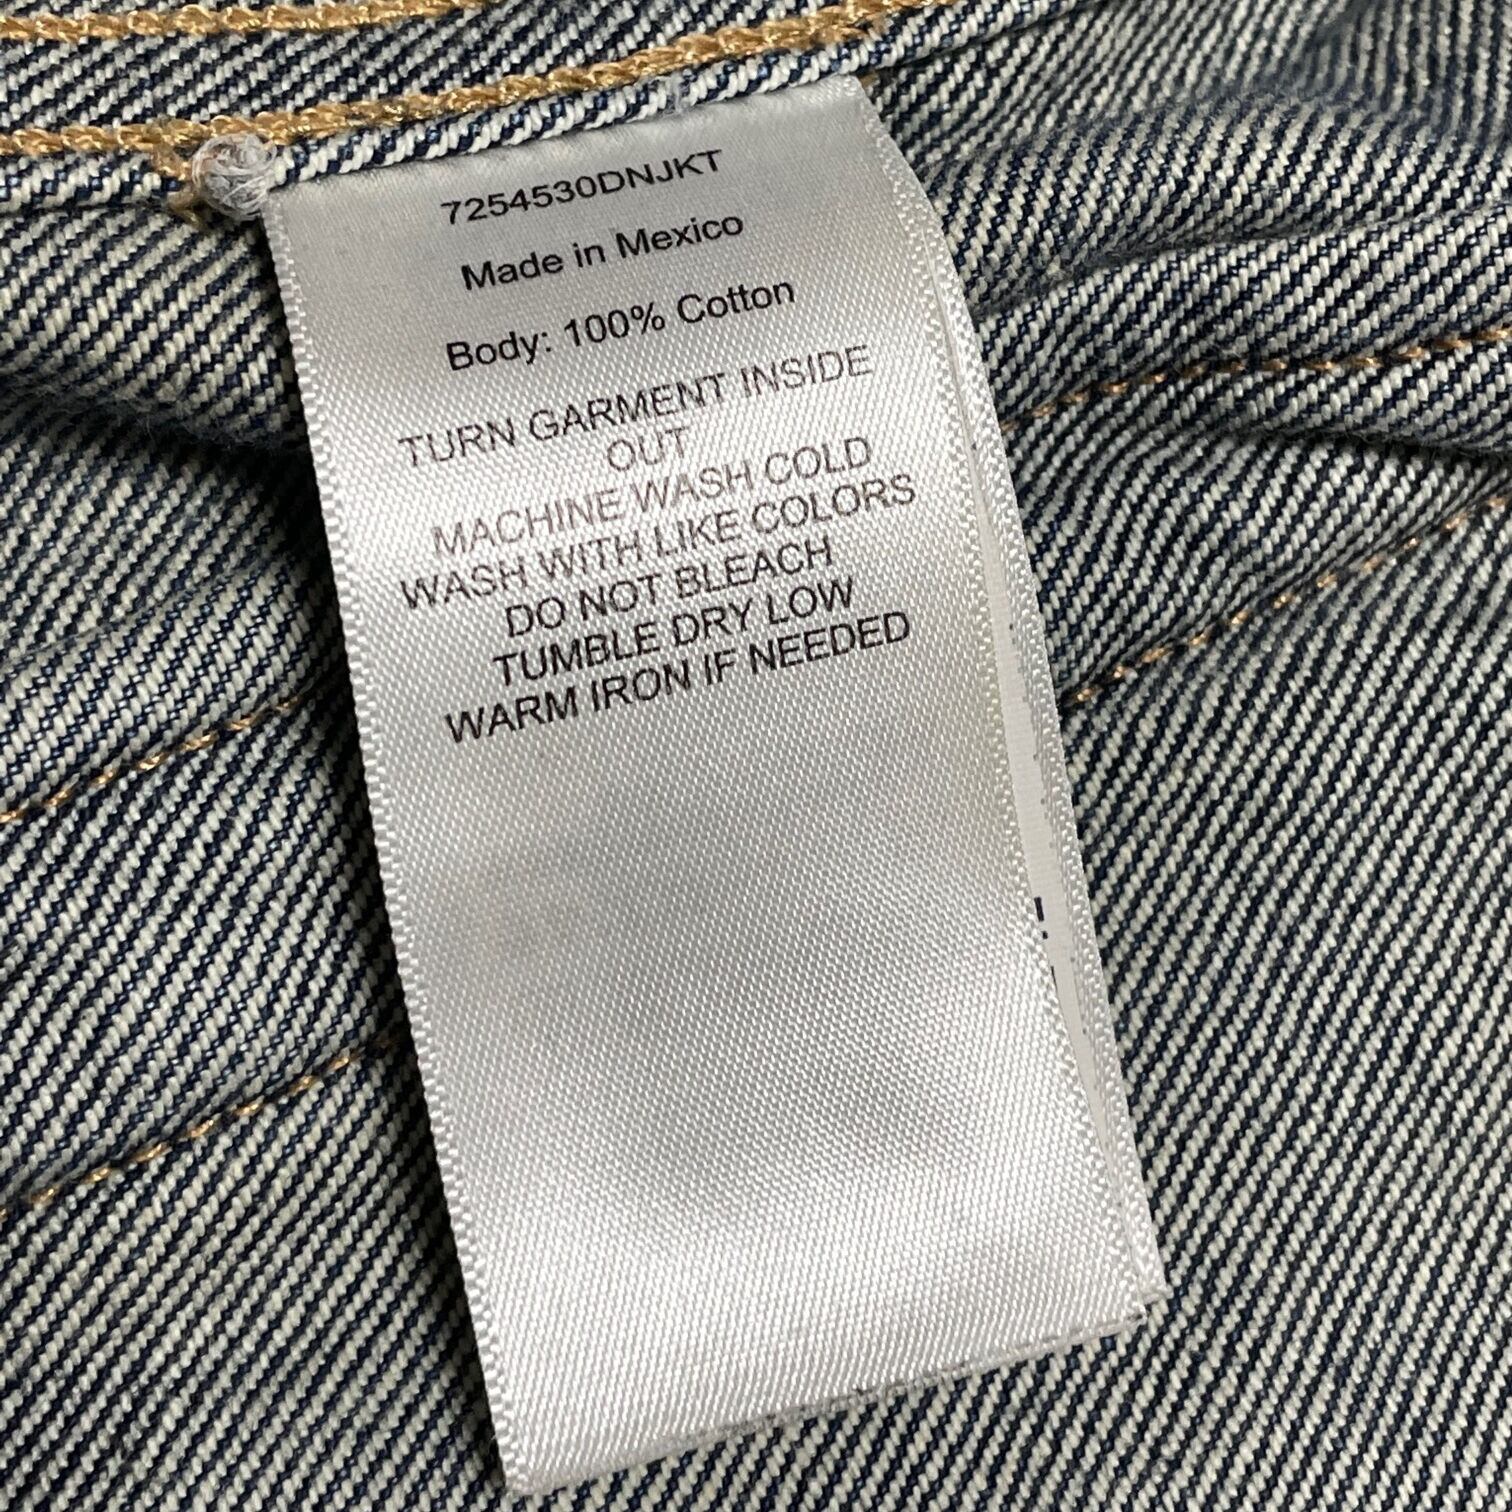 7254530DNJKT
Made in Mexico
Body: 100% Cotton
TURN GARMENT INSIDE
OUT
MACHINE WASH COLD
WASH WITH LIKE COLORS
DO NOT BLEACH
TUMBLE DRY LOW
WARM IRON IF NEEDED